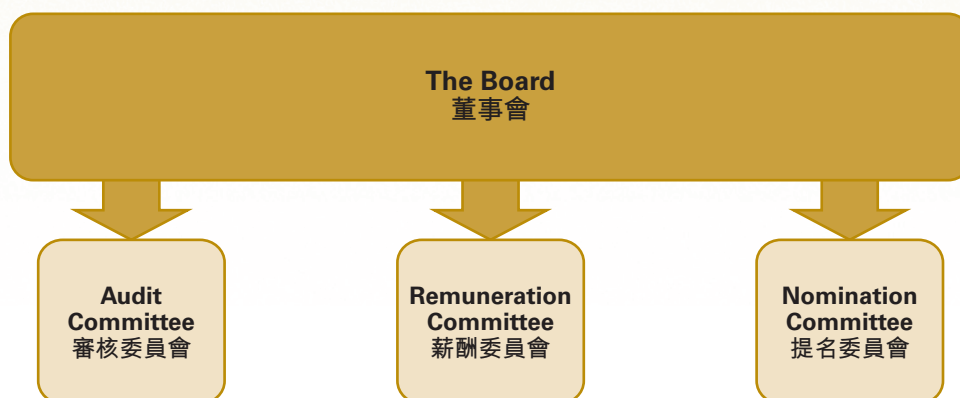 The Board
董事會
Audit
Committee
審核委員會
Remuneration
Committee
薪酬委員會
Nomination
Committee
提名委員會